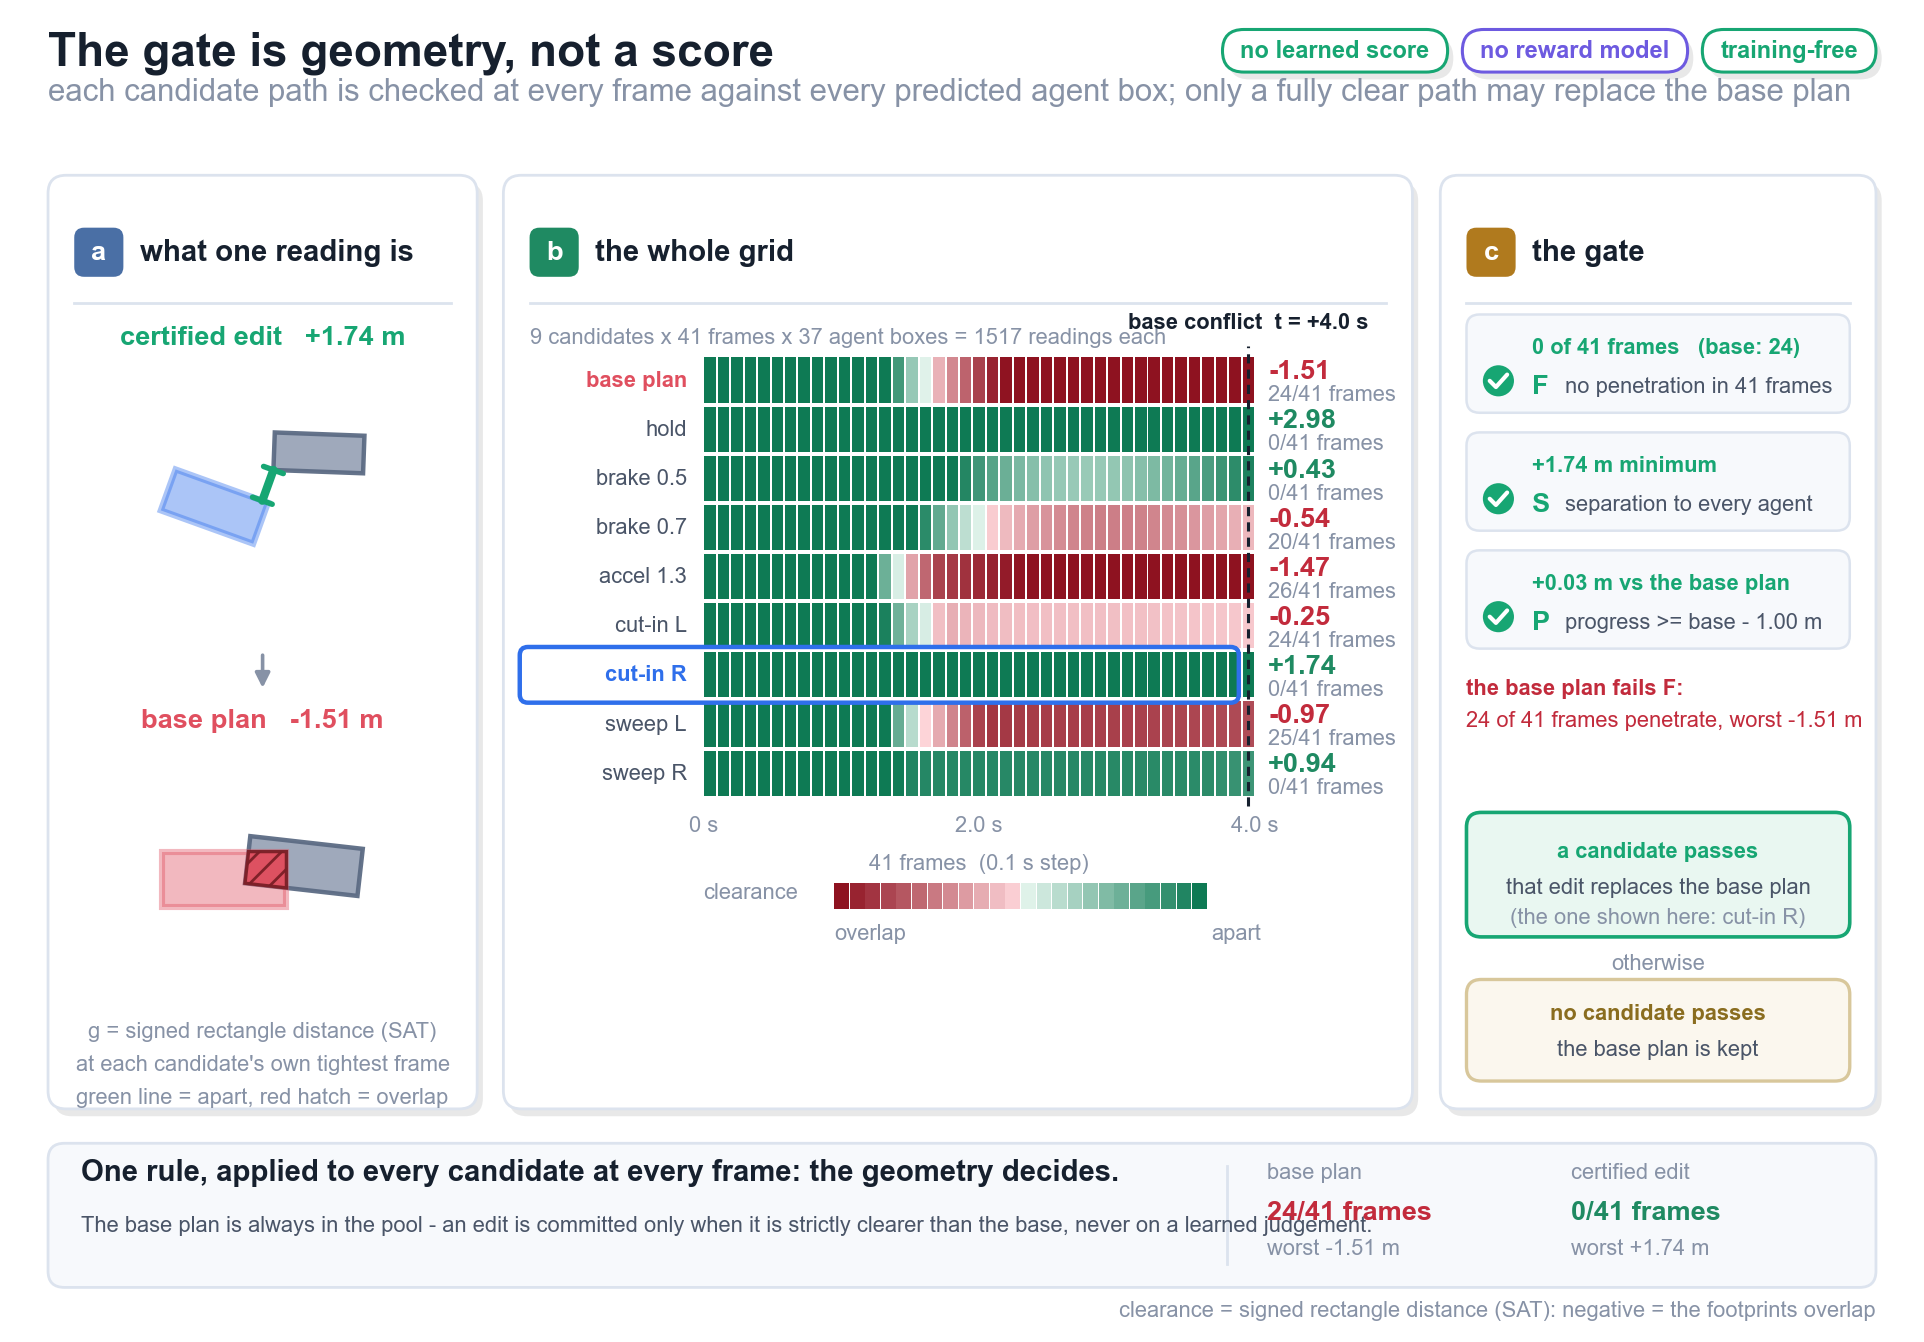 The gate is geometry, not a score
no learned score
no reward model
training-free
each candidate path is checked at every frame against every predicted agent box; only a fully clear path may replace the base plan
a what one reading is
certified edit +1.74 m
base plan -1.51 m
g = signed rectangle distance (SAT)
at each candidate's own tightest frame
green line = apart, red hatch = overlap
b the whole grid
base conflict t = +4.0 s
9 candidates x 41 frames x 37 agent boxes = 1517 readings each
base plan -1.51
24/41 frames
hold +2.98
0/41 frames
brake 0.5 +0.43
0/41 frames
brake 0.7 -0.54
20/41 frames
accel 1.3 -1.47
26/41 frames
cut-in L -0.25
24/41 frames
cut-in R +1.74
0/41 frames
sweep L -0.97
25/41 frames
sweep R +0.94
0/41 frames
0 s 2.0 s 4.0 s
41 frames (0.1 s step)
clearance
overlap apart
c the gate
0 of 41 frames (base: 24)
F no penetration in 41 frames
+1.74 m minimum
S separation to every agent
+0.03 m vs the base plan
P progress >= base - 1.00 m
the base plan fails F:
24 of 41 frames penetrate, worst -1.51 m
a candidate passes
that edit replaces the base plan
(the one shown here: cut-in R)
otherwise
no candidate passes
the base plan is kept
One rule, applied to every candidate at every frame: the geometry decides.
The base plan is always in the pool - an edit is committed only when it is strictly clearer than the base, never on a learned judgement.
base plan
24/41 frames
worst -1.51 m
certified edit
0/41 frames
worst +1.74 m
clearance = signed rectangle distance (SAT): negative = the footprints overlap